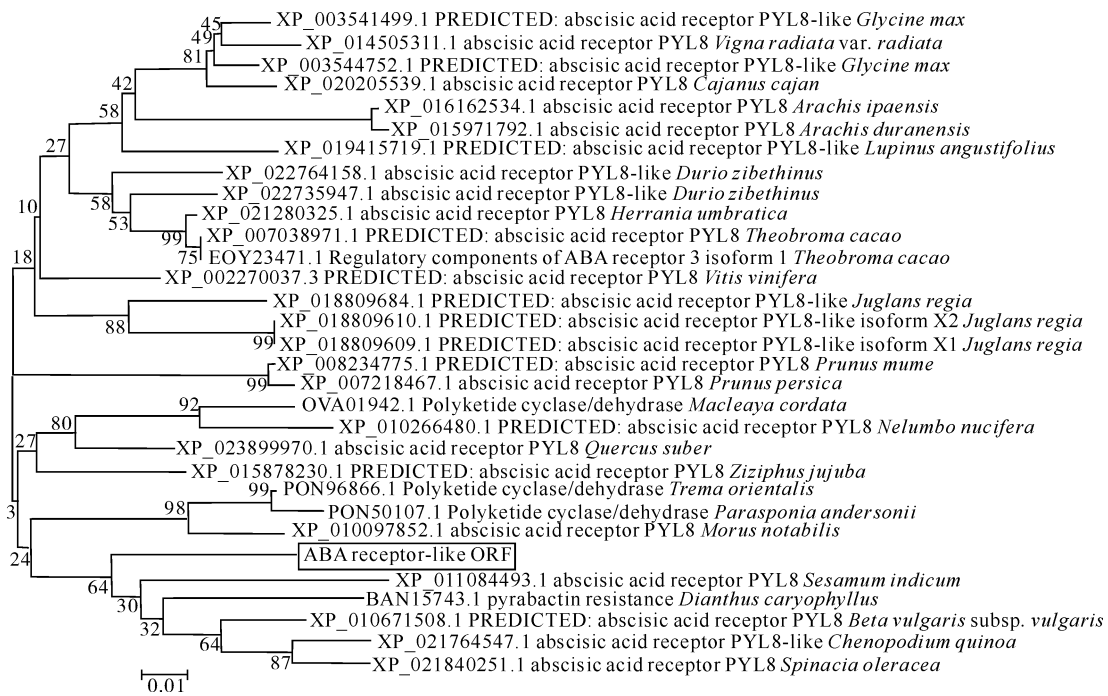 45 XP_003541499.1 PREDICTED: abscisic acid receptor PYL8-like Glycine max
49 XP_014505311.1 abscisic acid receptor PYL8 Vigna radiata var. radiata
81 XP_003544752.1 PREDICTED: abscisic acid receptor PYL8-like Glycine max
42 XP_020205539.1 abscisic acid receptor PYL8 Cajanus cajan
XP_016162534.1 abscisic acid receptor PYL8 Arachis ipaensis
58 XP_015971792.1 abscisic acid receptor PYL8 Arachis duranensis
27 XP_019415719.1 PREDICTED: abscisic acid receptor PYL8-like Lupinus angustifolius
XP_022764158.1 abscisic acid receptor PYL8-like Durio zibethinus
58 XP_022735947.1 abscisic acid receptor PYL8-like Durio zibethinus
10 53 XP_021280325.1 abscisic acid receptor PYL8 Herrania umbratica
99 XP_007038971.1 PREDICTED: abscisic acid receptor PYL8 Theobroma cacao
75 EOY23471.1 Regulatory components of ABA receptor 3 isoform 1 Theobroma cacao
18 XP_002270037.3 PREDICTED: abscisic acid receptor PYL8 Vitis vinifera
XP_018809684.1 PREDICTED: abscisic acid receptor PYL8-like Juglans regia
88 XP_018809610.1 PREDICTED: abscisic acid receptor PYL8-like isoform X2 Juglans regia
99 XP_018809609.1 PREDICTED: abscisic acid receptor PYL8-like isoform X1 Juglans regia
XP_008234775.1 PREDICTED: abscisic acid receptor PYL8 Prunus mume
99 XP_007218467.1 abscisic acid receptor PYL8 Prunus persica
92 OVA01942.1 Polyketide cyclase/dehydrase Macleaya cordata
80 XP_010266480.1 PREDICTED: abscisic acid receptor PYL8 Nelumbo nucifera
27 XP_023899970.1 abscisic acid receptor PYL8 Quercus suber
XP_015878230.1 PREDICTED: abscisic acid receptor PYL8 Ziziphus jujuba
99 PON96866.1 Polyketide cyclase/dehydrase Trema orientalis
3 98 PON50107.1 Polyketide cyclase/dehydrase Parasponia andersonii
XP_010097852.1 abscisic acid receptor PYL8 Morus notabilis
24 ABA receptor-like ORF
64 XP_011084493.1 abscisic acid receptor PYL8 Sesamum indicum
30 BAN15743.1 pyrabactin resistance Dianthus caryophyllus
32 XP_010671508.1 PREDICTED: abscisic acid receptor PYL8 Beta vulgaris subsp. vulgaris
64 XP_021764547.1 abscisic acid receptor PYL8-like Chenopodium quinoa
87 XP_021840251.1 abscisic acid receptor PYL8 Spinacia oleracea
0.01